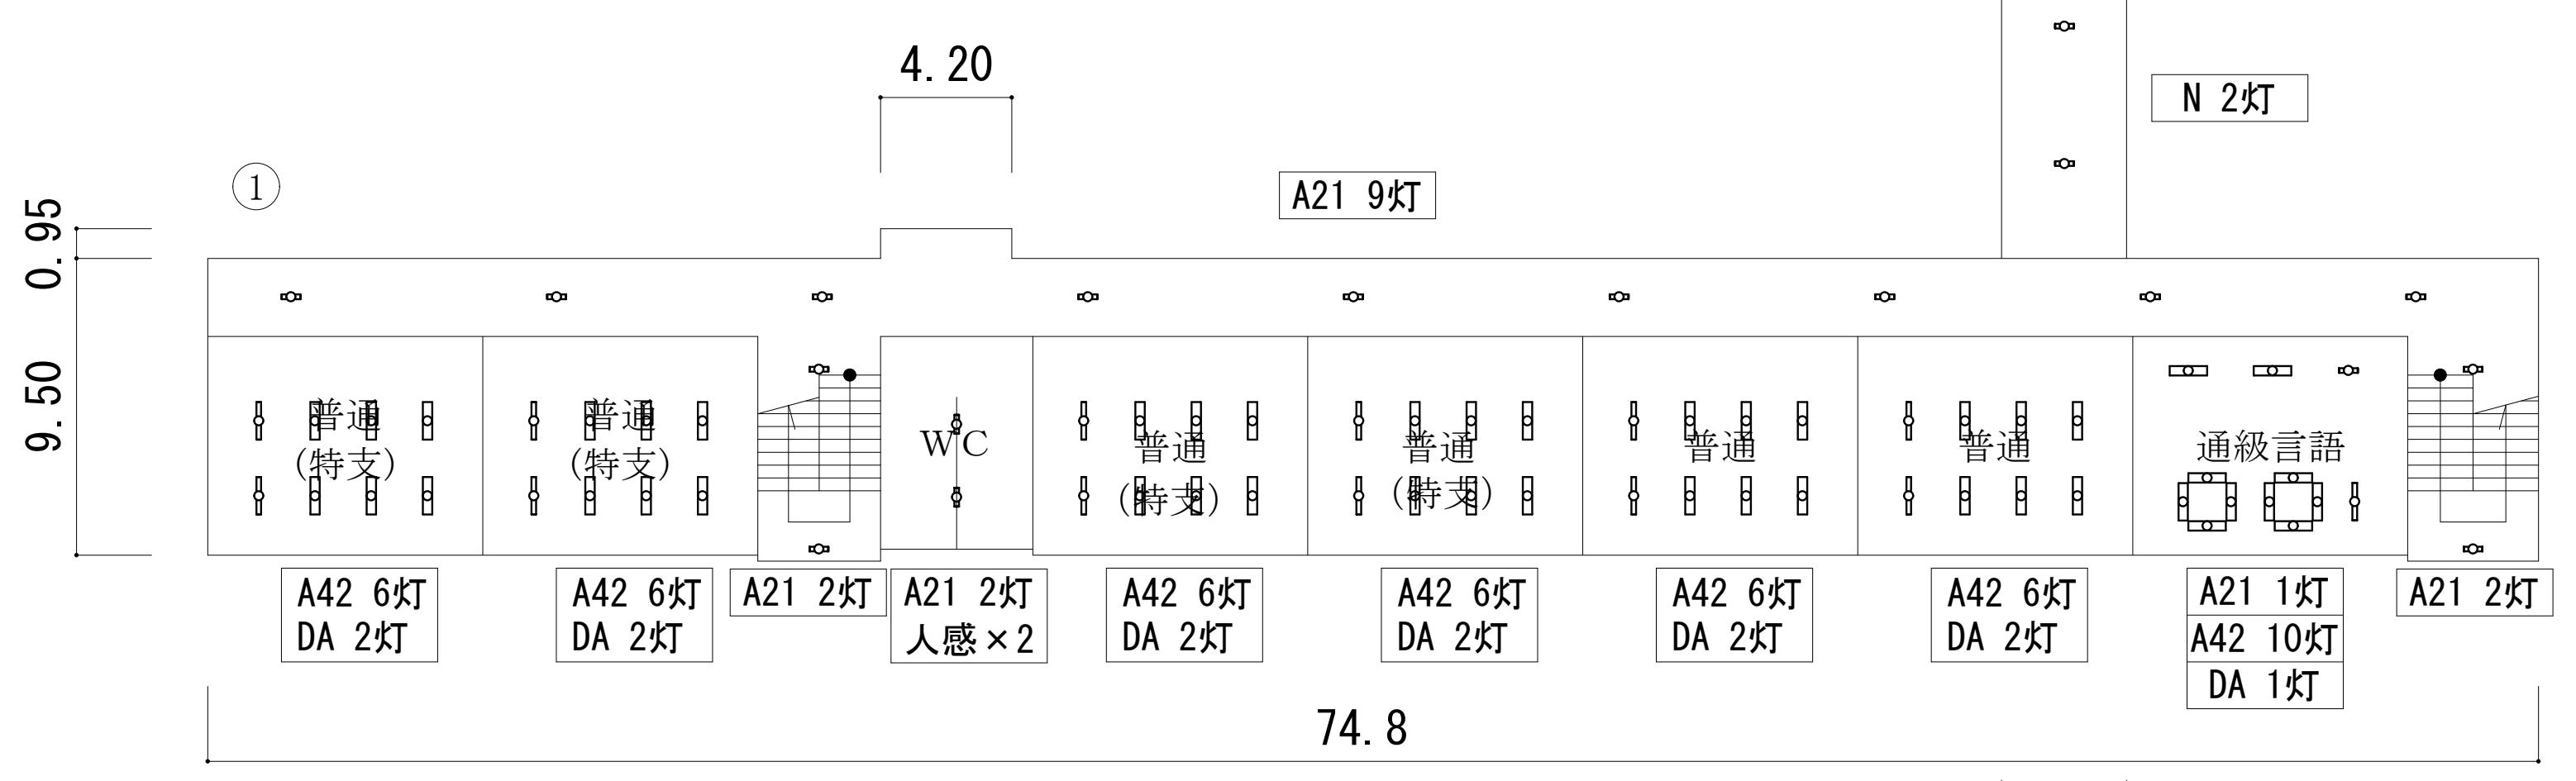 4.20
N 2灯
①
A21 9灯
0.95
9.50
普通
(特支)
普通
(特支)
WC
普通
(特支)
普通
(特支)
普通
普通
通級言語
A42 6灯
DA 2灯
A42 6灯
DA 2灯
A21 2灯
A21 2灯
人感×2
A42 6灯
DA 2灯
A42 6灯
DA 2灯
A42 6灯
DA 2灯
A42 6灯
DA 2灯
A21 1灯
A42 10灯
DA 1灯
A21 2灯
74.8